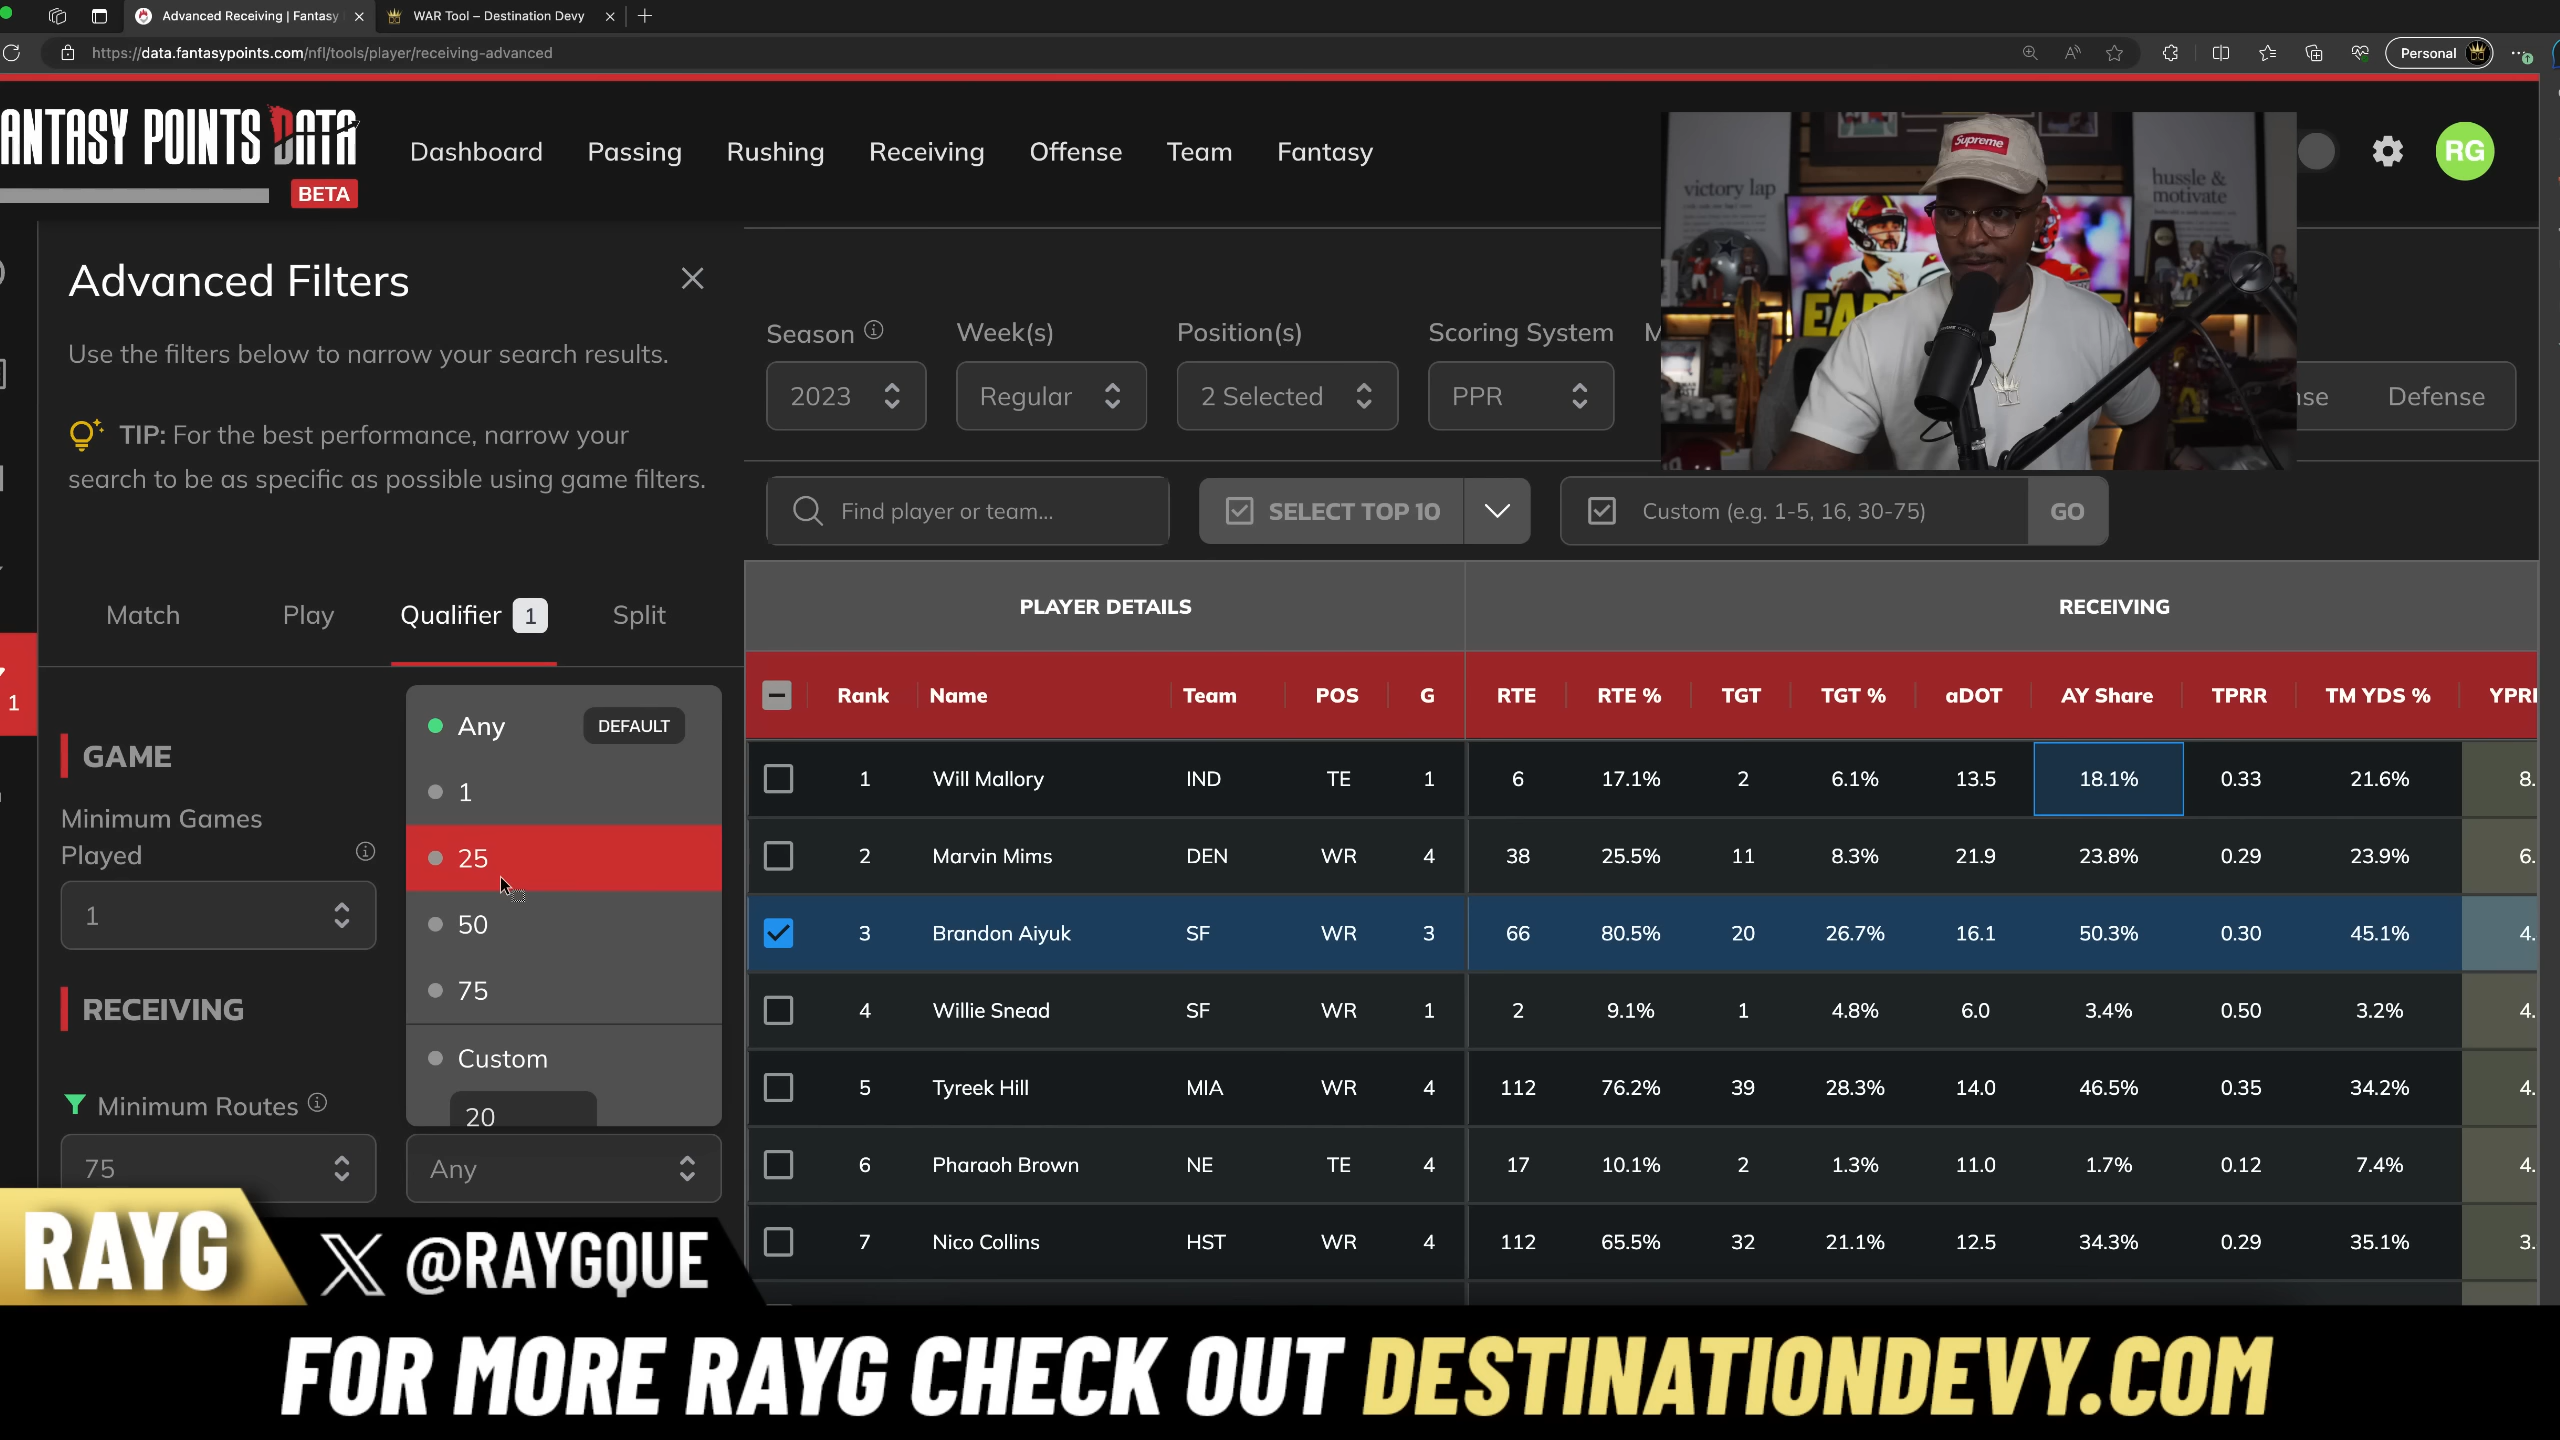 Advanced Receiving | Fantasy
WAR Tool – Destination Devy
https://data.fantasypoints.com/nfl/tools/player/receiving-advanced
Personal
ANTASY POINTS DATA
BETA
Dashboard Passing Rushing Receiving Offense Team Fantasy
RG
victory lap
hussle &
motivate
Supreme
Advanced Filters
Use the filters below to narrow your search results.
TIP: For the best performance, narrow your
search to be as specific as possible using game filters.
Match Play Qualifier 1 Split
1
GAME
Minimum Games
Played
1
RECEIVING
Minimum Routes
75
Any DEFAULT
1
25
50
75
Custom
20
Any
Season Week(s) Position(s) Scoring System M
2023 Regular 2 Selected PPR nse Defense
Find player or team... SELECT TOP 10 Custom (e.g. 1-5, 16, 30-75) GO
PLAYER DETAILS RECEIVING
Rank Name Team POS G RTE RTE % TGT TGT % aDOT AY Share TPRR TM YDS % YPR
1 Will Mallory IND TE 1 6 17.1% 2 6.1% 13.5 18.1% 0.33 21.6% 8.
2 Marvin Mims DEN WR 4 38 25.5% 11 8.3% 21.9 23.8% 0.29 23.9% 6.
3 Brandon Aiyuk SF WR 3 66 80.5% 20 26.7% 16.1 50.3% 0.30 45.1% 4.
4 Willie Snead SF WR 1 2 9.1% 1 4.8% 6.0 3.4% 0.50 3.2% 4.
5 Tyreek Hill MIA WR 4 112 76.2% 39 28.3% 14.0 46.5% 0.35 34.2% 4.
6 Pharaoh Brown NE TE 4 17 10.1% 2 1.3% 11.0 1.7% 0.12 7.4% 4.
7 Nico Collins HST WR 4 112 65.5% 32 21.1% 12.5 34.3% 0.29 35.1% 3.
RAYG X @RAYGQUE
FOR MORE RAYG CHECK OUT DESTINATIONDEVY.COM